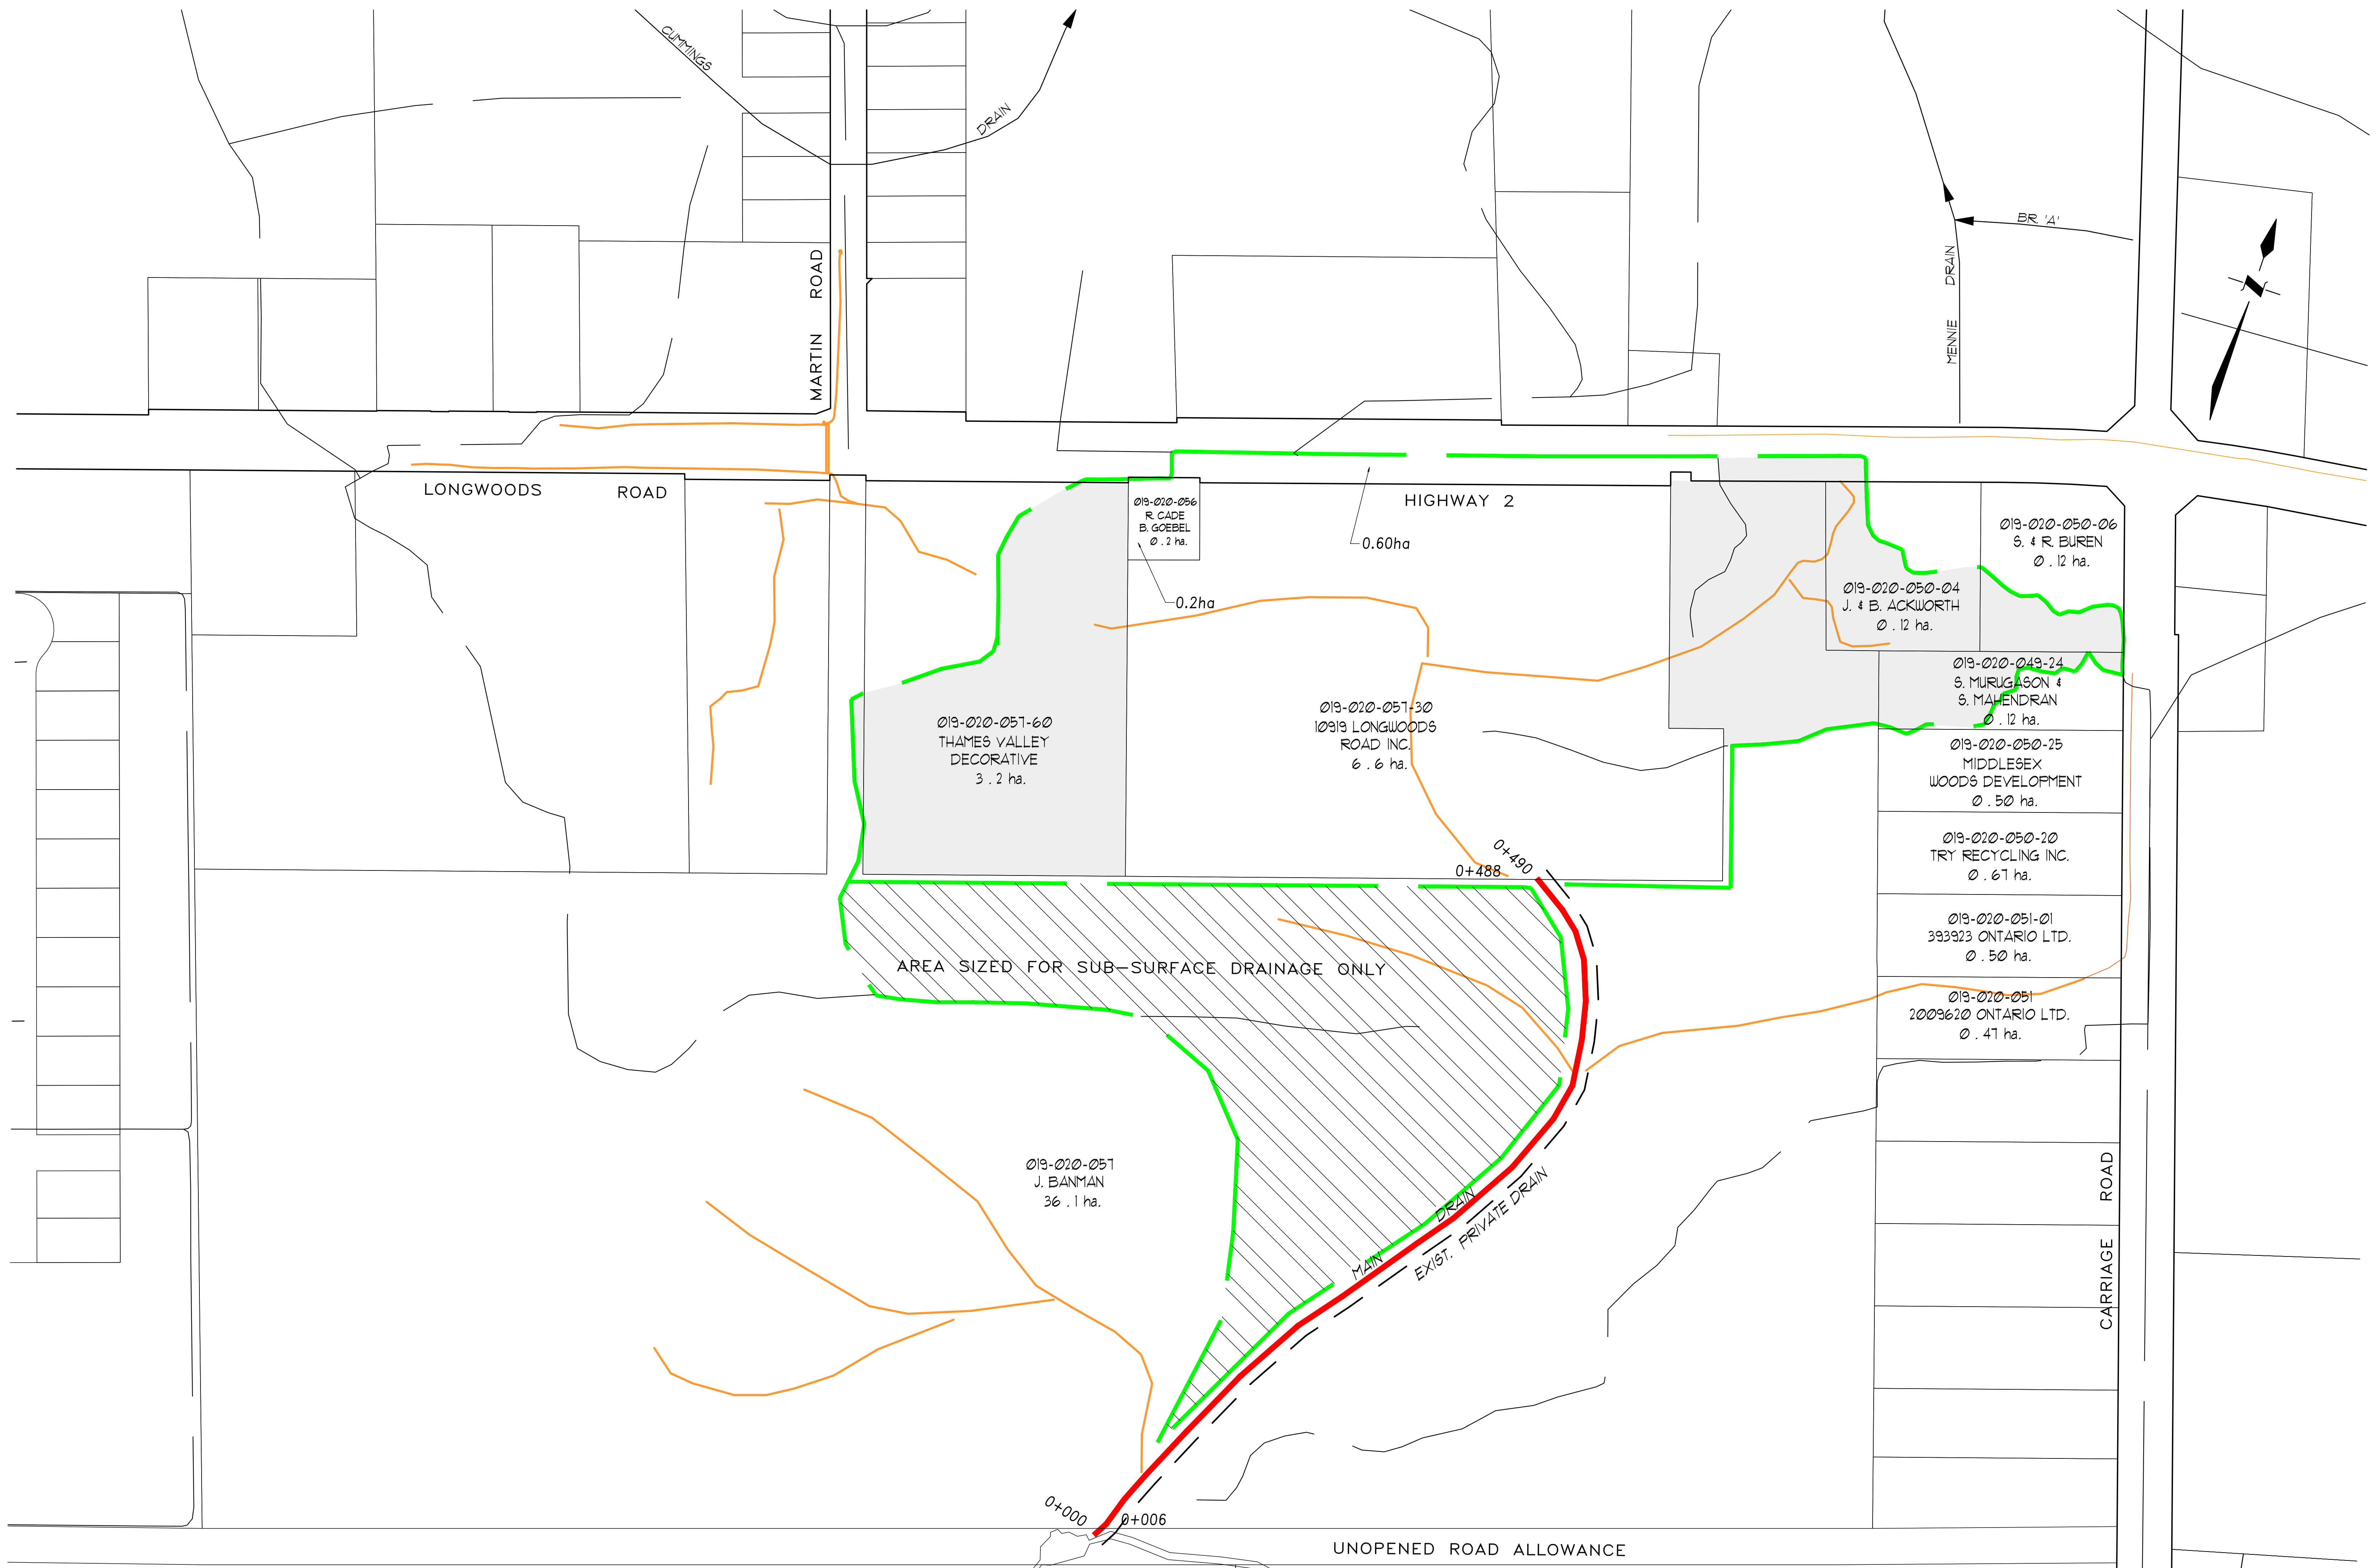 CUMMINGS
DRAIN
MARTIN ROAD
MENNIE DRAIN
BR. 'A'
N
LONGWOODS ROAD
HIGHWAY 2
019-020-056
R. CADE
B. GOEBEL
0.2 ha.
0.60ha
0.2ha
019-020-050-06
S. & R. BUREN
0.12 ha.
019-020-050-04
J. & B. ACKWORTH
0.12 ha.
019-020-049-24
S. MURUGASON &
S. MAHENDRAN
0.12 ha.
019-020-057-60
THAMES VALLEY
DECORATIVE
3.2 ha.
019-020-057-30
10919 LONGWOODS
ROAD INC.
6.6 ha.
019-020-050-25
MIDDLESEX
WOODS DEVELOPMENT
0.50 ha.
019-020-050-20
TRY RECYCLING INC.
0.67 ha.
0+490
0+488
019-020-051-01
393923 ONTARIO LTD.
0.50 ha.
AREA SIZED FOR SUB-SURFACE DRAINAGE ONLY
019-020-051
2009620 ONTARIO LTD.
0.47 ha.
019-020-057
J. BANMAN
36.1 ha.
MAIN DRAIN
EXIST. PRIVATE DRAIN
CARRIAGE ROAD
0+000
0+006
UNOPENED ROAD ALLOWANCE